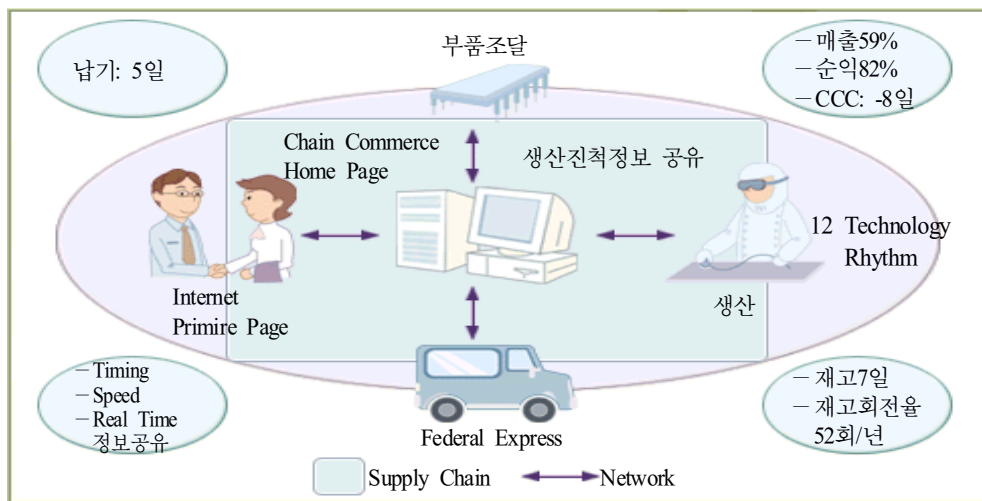 납기: 5일
부품조달
– 매출59%
– 순익82%
– CCC: -8일
Chain Commerce
Home Page
생산진척정보 공유
12 Technology
Rhythm
Internet
Primire Page
생산
– Timing
– Speed
– Real Time
정보공유
Federal Express
– 재고7일
– 재고회전율
52회/년
Supply Chain
Network